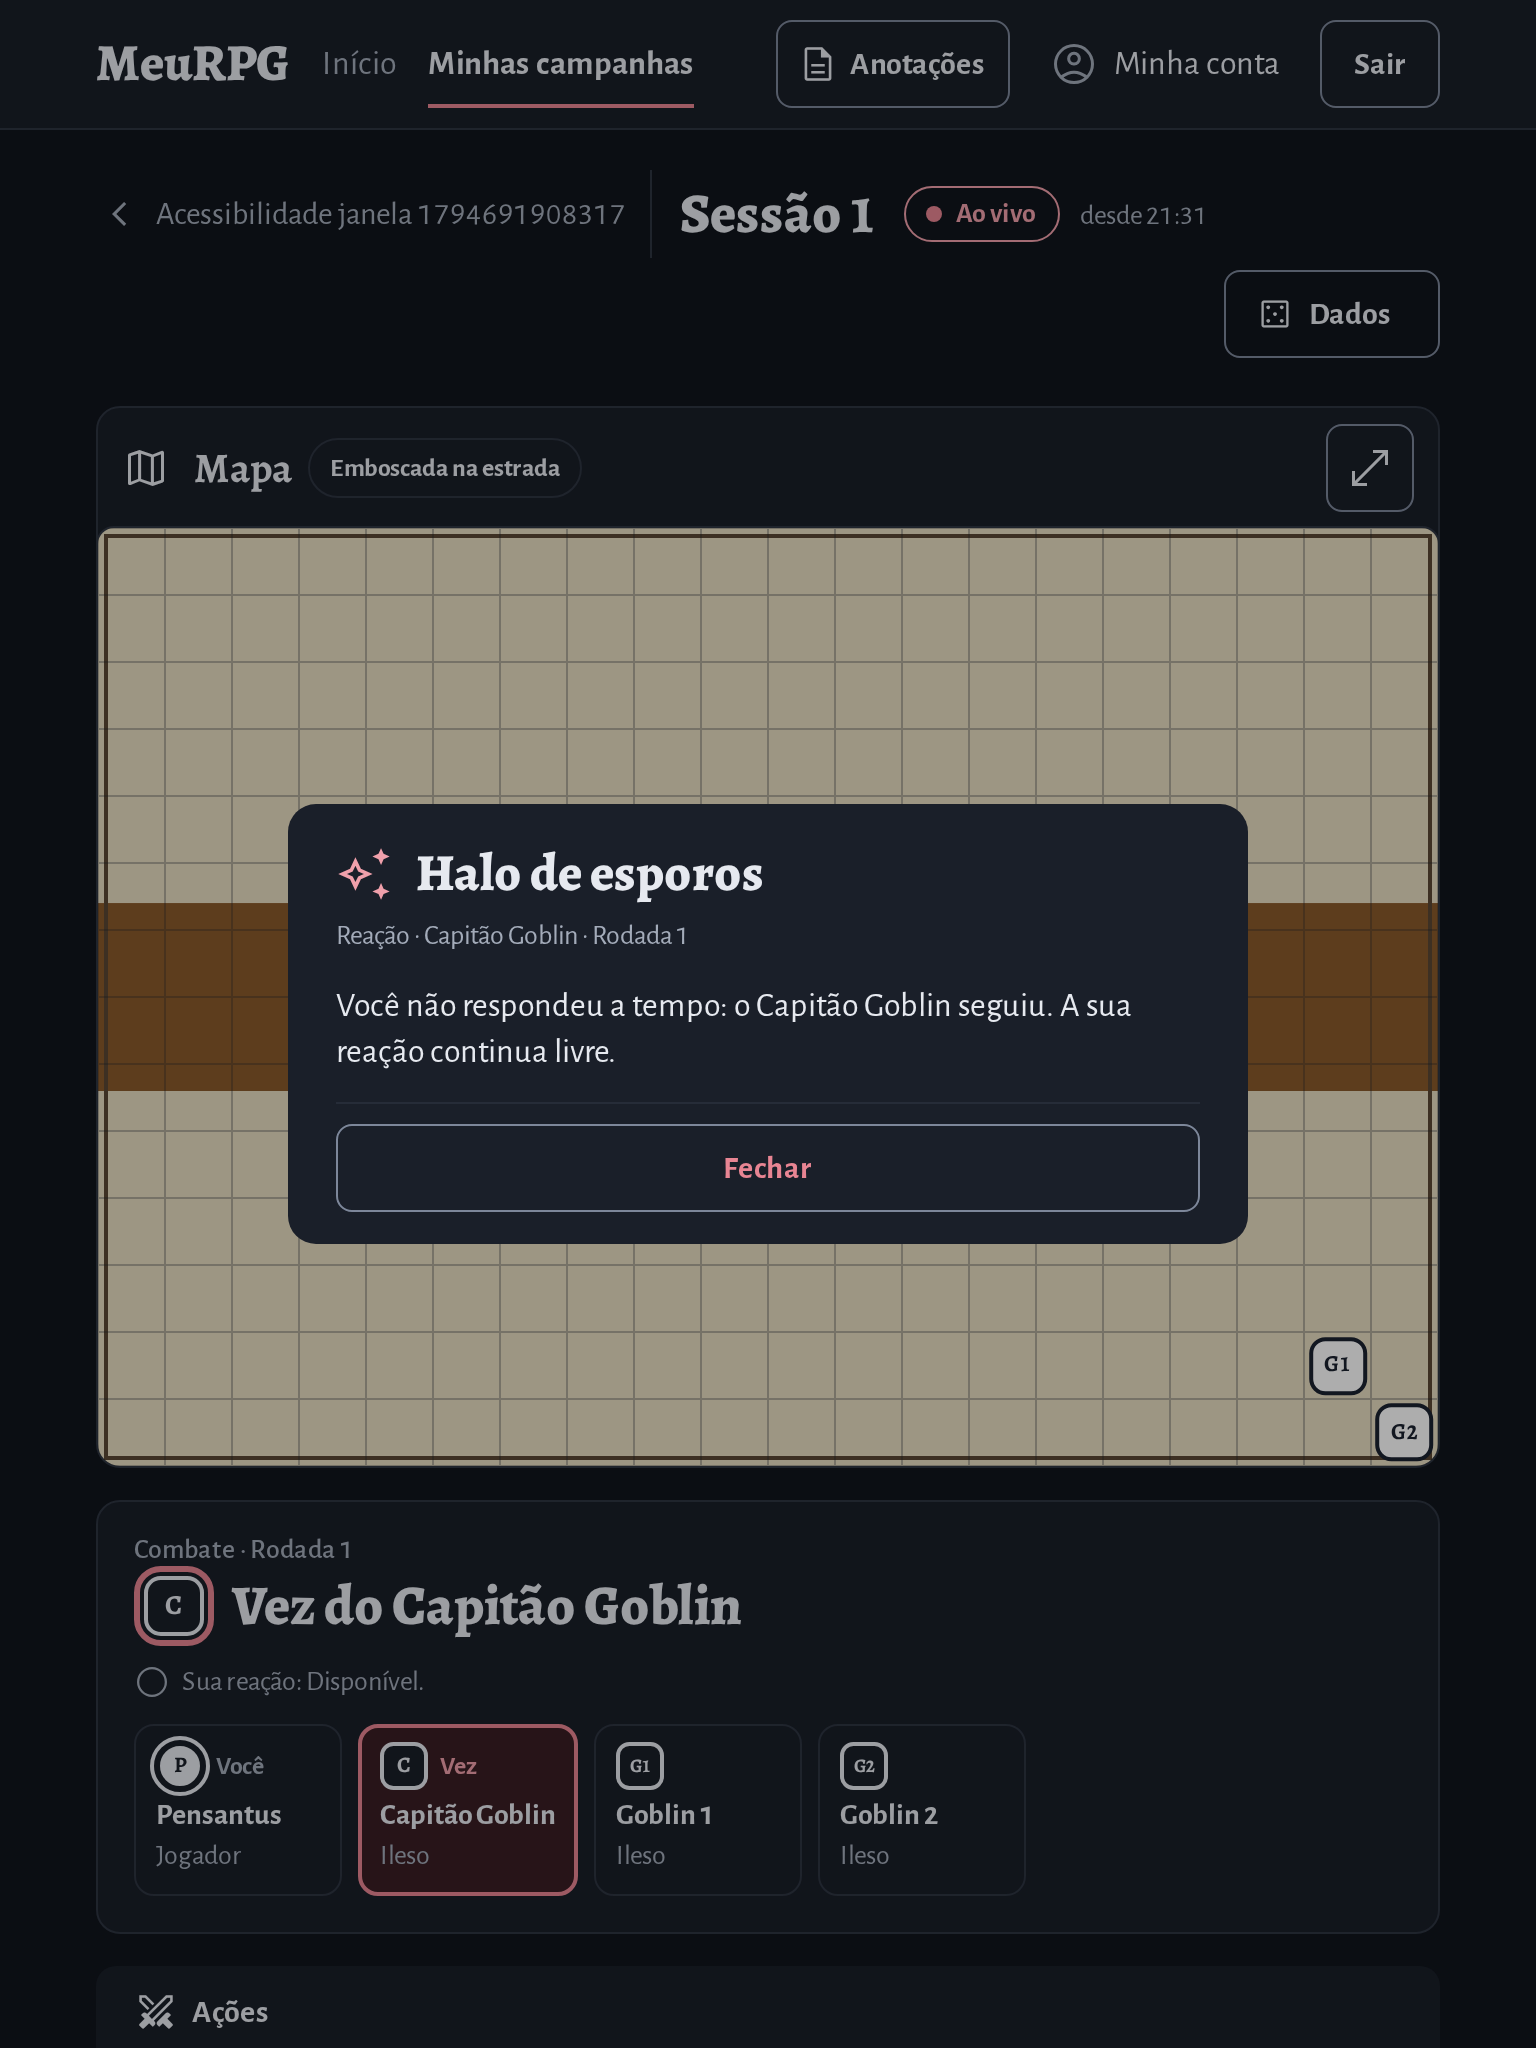 MeuRPG Início Minhas campanhas Anotações Minha conta Sair
Acessibilidade janela 1794691908317 Sessão 1 Ao vivo desde 21:31
Dados
Mapa Emboscada na estrada
Halo de esporos
Reação · Capitão Goblin · Rodada 1
Você não respondeu a tempo: o Capitão Goblin seguiu. A sua
reação continua livre.
Fechar
G1
G2
Combate · Rodada 1
C Vez do Capitão Goblin
Sua reação: Disponível.
P Você
Pensantus
Jogador
C Vez
Capitão Goblin
Ileso
G1
Goblin 1
Ileso
G2
Goblin 2
Ileso
Ações